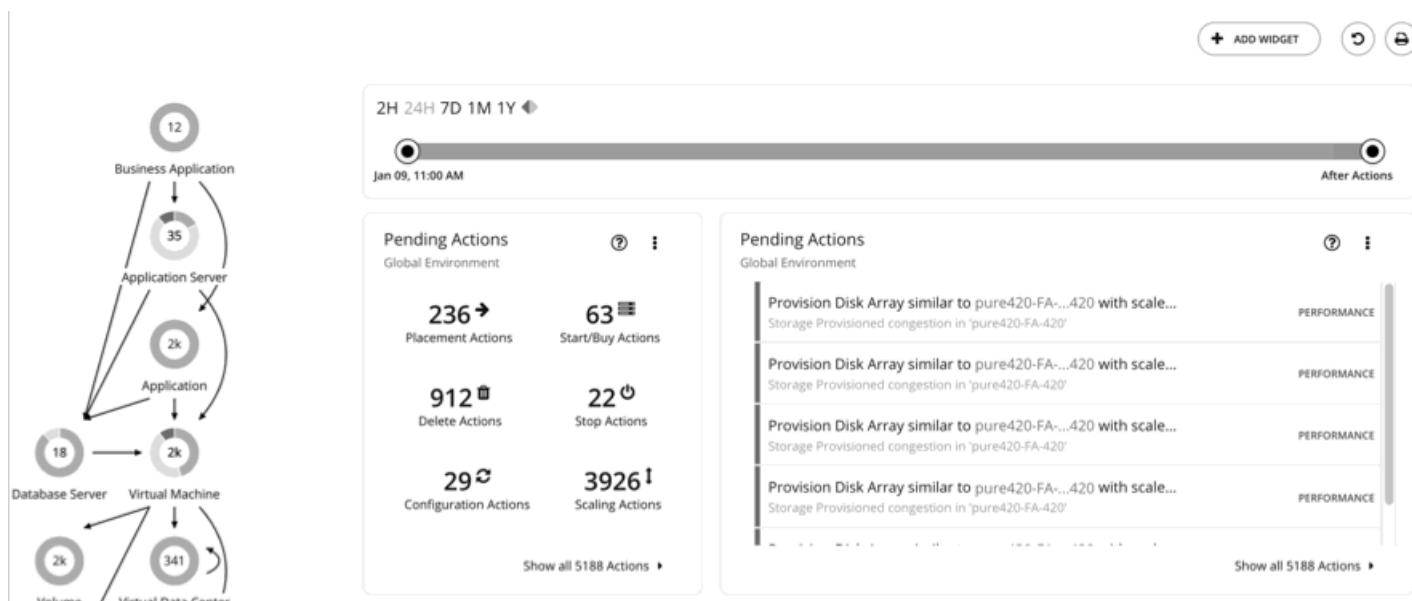 ADD WIDGET
2H 24H 7D 1M 1Y
Jan 09, 11:00 AM
After Actions
12
Business Application
35
Application Server
2k
Application
18
Database Server
2k
Virtual Machine
2k
Volume
341
Virtual Data Center
Pending Actions
Global Environment
236
Placement Actions
63
Start/Buy Actions
912
Delete Actions
22
Stop Actions
29
Configuration Actions
3926
Scaling Actions
Show all 5188 Actions
Pending Actions
Global Environment
Provision Disk Array similar to pure420-FA-...420 with scale...
PERFORMANCE
Storage Provisioned congestion in 'pure420-FA-420'
Provision Disk Array similar to pure420-FA-...420 with scale...
PERFORMANCE
Storage Provisioned congestion in 'pure420-FA-420'
Provision Disk Array similar to pure420-FA-...420 with scale...
PERFORMANCE
Storage Provisioned congestion in 'pure420-FA-420'
Provision Disk Array similar to pure420-FA-...420 with scale...
PERFORMANCE
Storage Provisioned congestion in 'pure420-FA-420'
Show all 5188 Actions